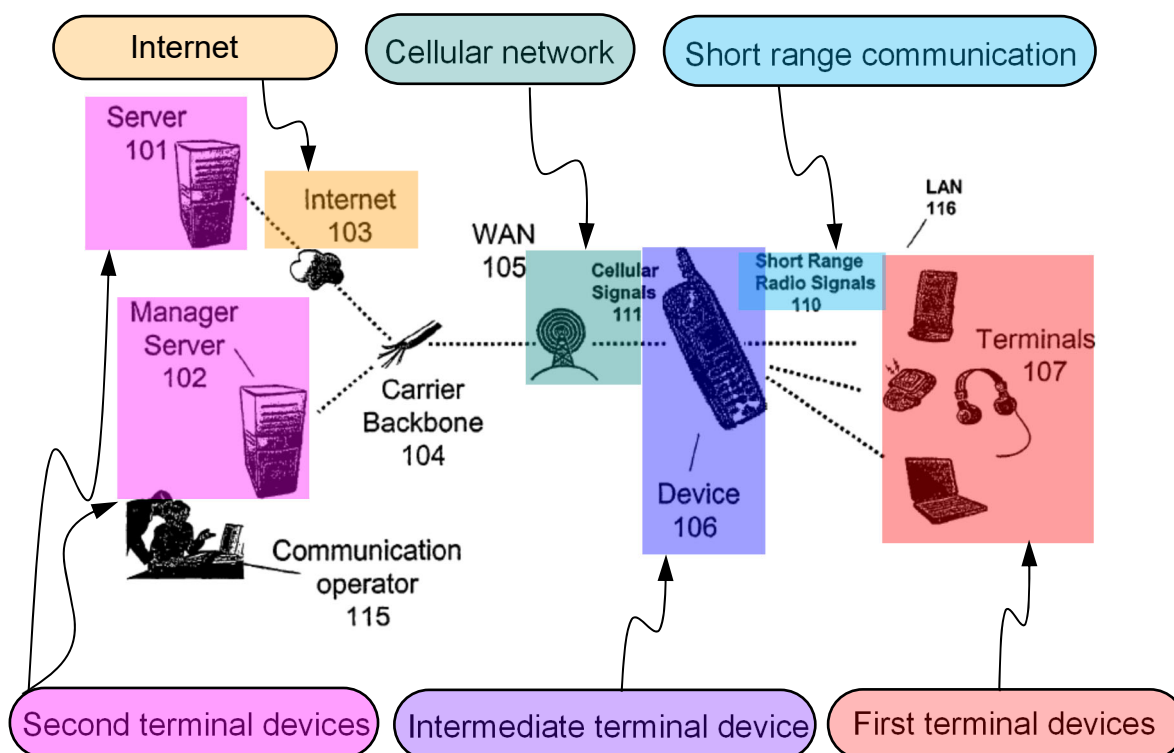 Internet
Cellular network
Short range communication
Server
101
Internet
103
LAN
116
WAN
105
Cellular
Signals
111
Short Range
Radio Signals
110
Manager
Server
102
Terminals
107
Carrier
Backbone
104
Device
106
Communication
operator
115
Second terminal devices
Intermediate terminal device
First terminal devices